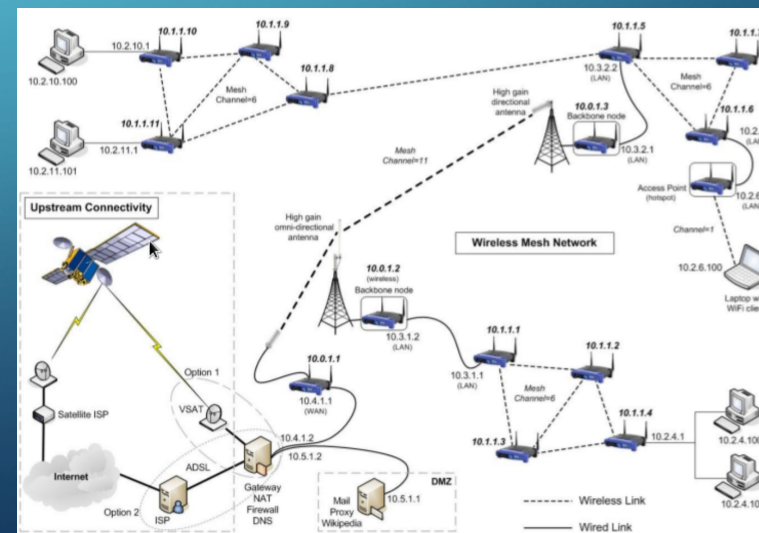 10.1.1.10
10.1.1.9
10.1.1.5
10.2.10.1
10.1.1.8
10.3.2.2
(LAN)
Mesh
Channel=6
Mesh
Channel=6
10.2.10.100
High gain
directional
antenna
10.0.1.3
Backbone node
10.1.1.6
10.1.1.11
10.2.11.1
10.3.2.1
(LAN)
10.2.11.101
Mesh
Channel=11
Access Point
(hotspot)
Upstream Connectivity
High gain
omni-directional
antenna
Wireless Mesh Network
Channel=1
10.2.6.100
10.0.1.2
(wireless)
Backbone node
Laptop
WiFi
10.3.1.2
(LAN)
10.1.1.1
10.1.1.2
10.0.1.1
10.3.1.1
(LAN)
Option 1
10.4.1.1
(WAN)
Mesh
Channel=6
Satellite ISP
VSAT
10.1.1.4
10.4.1.2
10.1.1.3
10.2.4.1
10.5.1.2
ADSL
Internet
DMZ
Gateway
NAT
Firewall
DNS
Mail
Proxy
Wikipedia
10.5.1.1
Option 2
ISP
Wireless Link
Wired Link